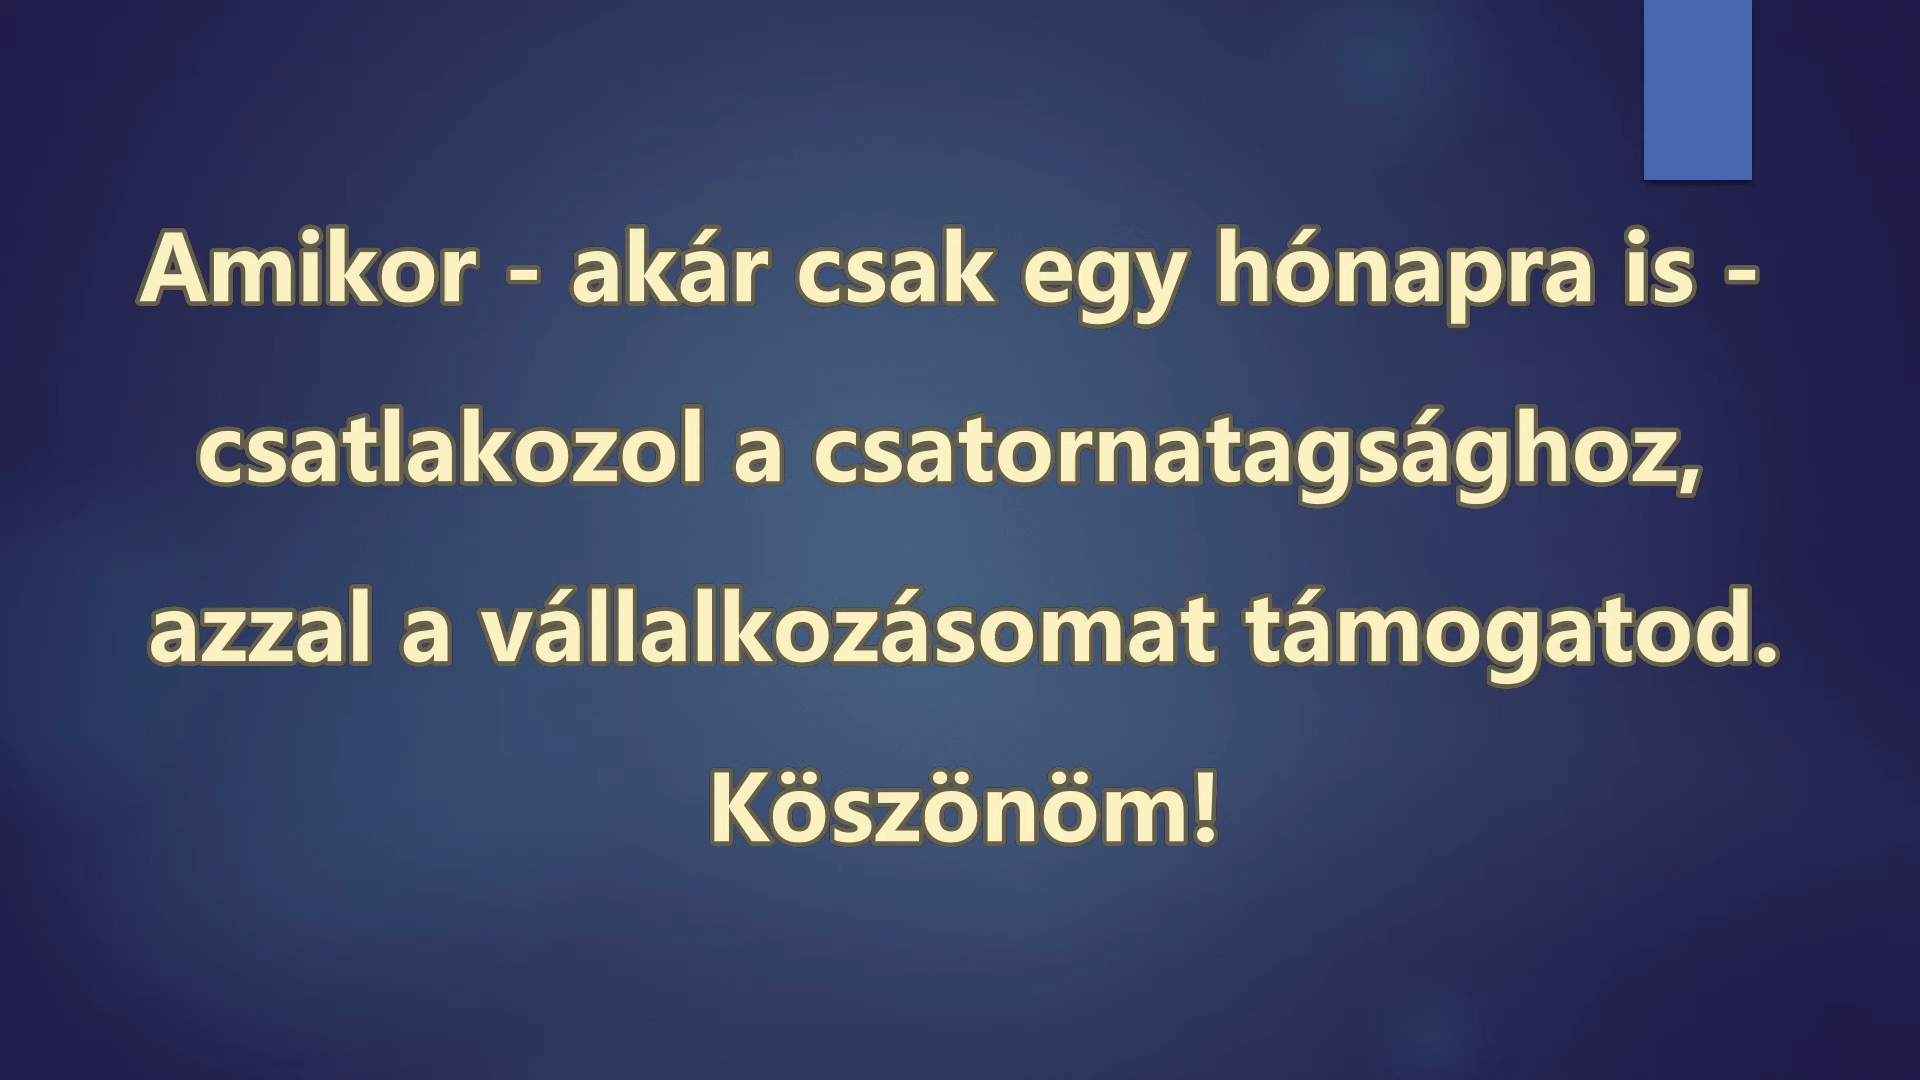 Amikor - akár csak egy hónapra is -
csatlakozol a csatornatagsághoz,
azzal a vállalkozásomat támogatod.
Köszönöm!